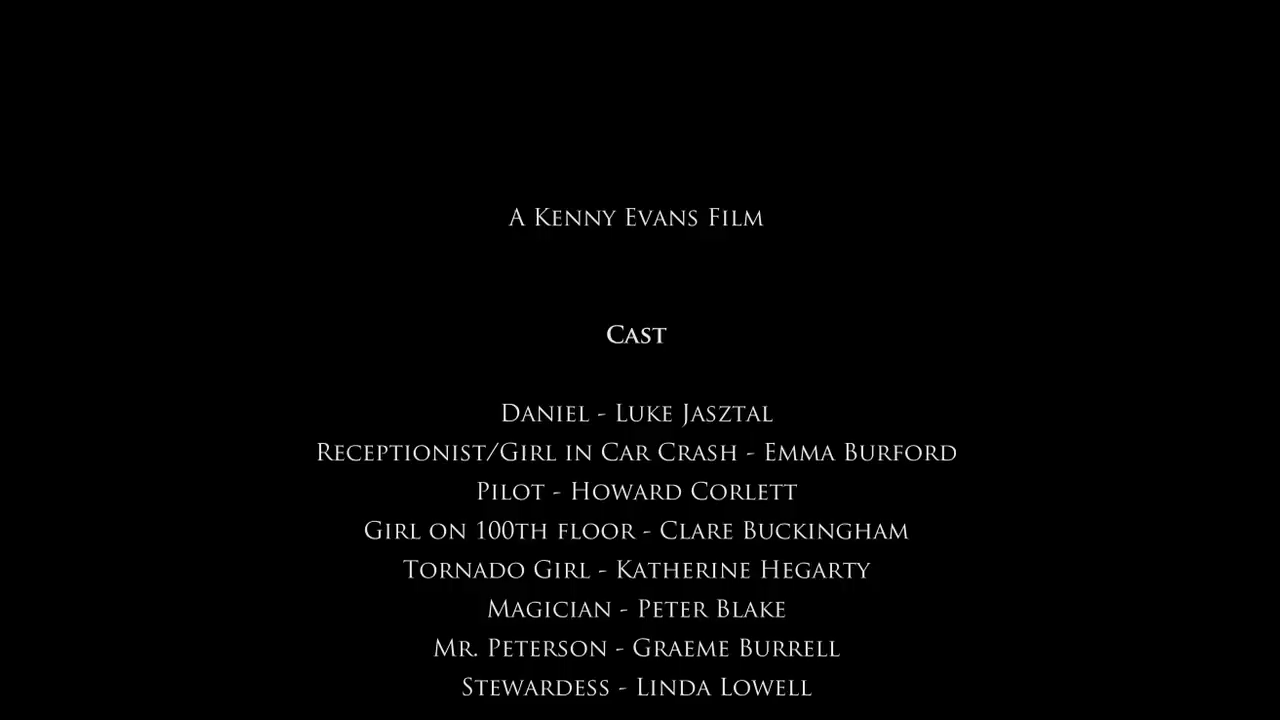 A Kenny Evans Film
Cast
Daniel - Luke Jasztal
Receptionist/Girl in Car Crash - Emma Burford
Pilot - Howard Corlett
Girl on 100th floor - Clare Buckingham
Tornado Girl - Katherine Hegarty
Magician - Peter Blake
Mr. Peterson - Graeme Burrell
Stewardess - Linda Lowell